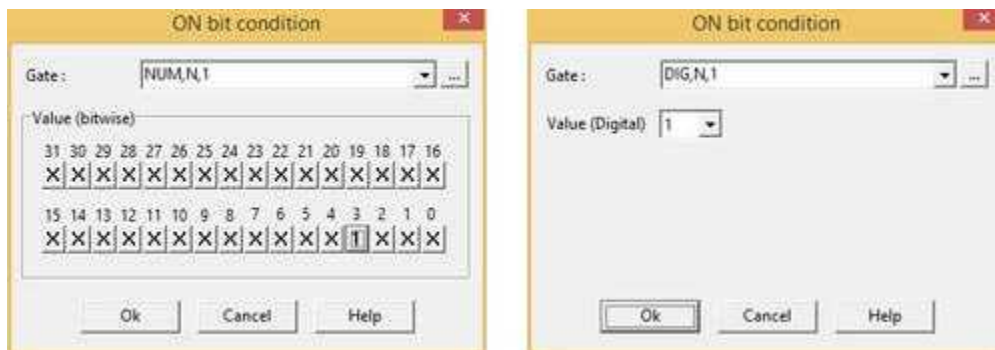 ON bit condition
Gate : NUM,N,1 ...
Value (bitwise)
31 30 29 28 27 26 25 24 23 22 21 20 19 18 17 16
X X X X X X X X X X X X X X X X
15 14 13 12 11 10 9 8 7 6 5 4 3 2 1 0
X X X X X X X X X X X X 1 X X X
Ok Cancel Help
ON bit condition
Gate : DIG,N,1 ...
Value (Digital) 1
Ok Cancel Help